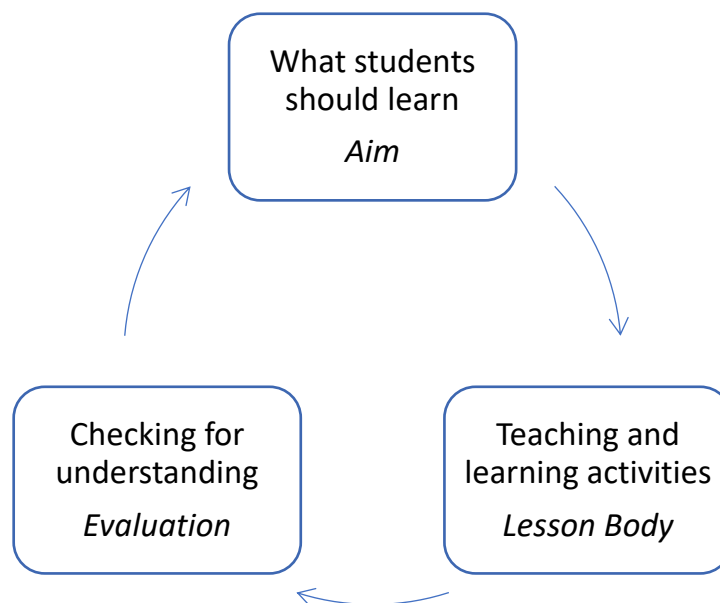 What students
should learn
Aim
Teaching and
learning activities
Lesson Body
Checking for
understanding
Evaluation